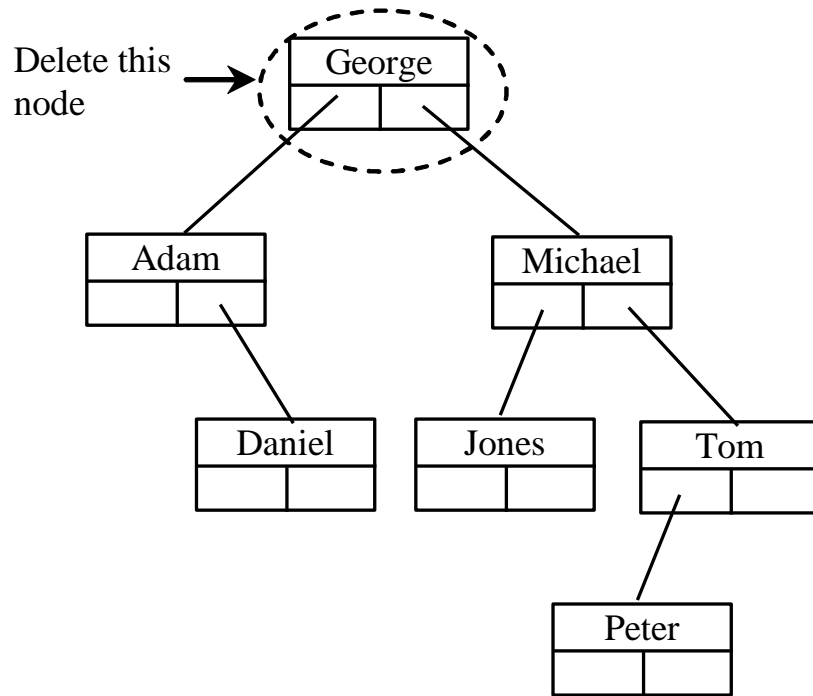 Delete this
node
George
Adam
Michael
Daniel
Jones
Tom
Peter